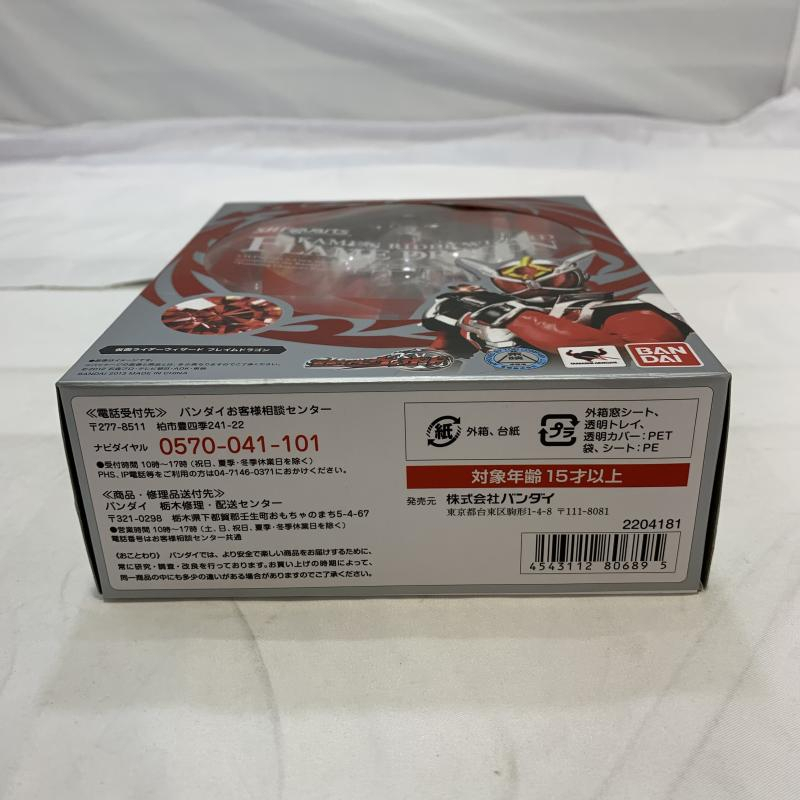 S.H.Figuarts
KAMEN RIDER WIZARD
FLAME DRAGON
仮面ライダーウィザード フレイムドラゴン
BANDAI 2013 MADE IN CHINA
BAN
DAI
≪電話受付先≫ バンダイお客様相談センター
〒277-8511 柏市豊四季241-22
ナビダイヤル 0570-041-101
●受付時間 10時〜17時（祝日、夏季・冬季休業日を除く）
PHS、IP電話等をご利用の方は04-7146-0371におかけください。
≪商品・修理品送付先≫
バンダイ 栃木修理・配送センター
〒321-0298 栃木県下都賀郡壬生町おもちゃのまち5-4-67
●営業時間 10時〜17時（土、日、祝日、夏季・冬季休業日を除く）
電話番号はお客様相談センター共通
《おことわり》 バンダイでは、より安全で楽しい商品をお届けするために、
常に研究・調査・改良を行っております。お買い上げの時期によって、
同一商品の中にも多少の違いがある場合がありますのでご了承ください。
紙 外箱、台紙
プラ 外箱窓シート、
透明トレイ、
透明カバー：PET
袋、シート：PE
対象年齢15才以上
発売元 株式会社バンダイ
東京都台東区駒形1-4-8 〒111-8081
2204181
4543112 80689 5